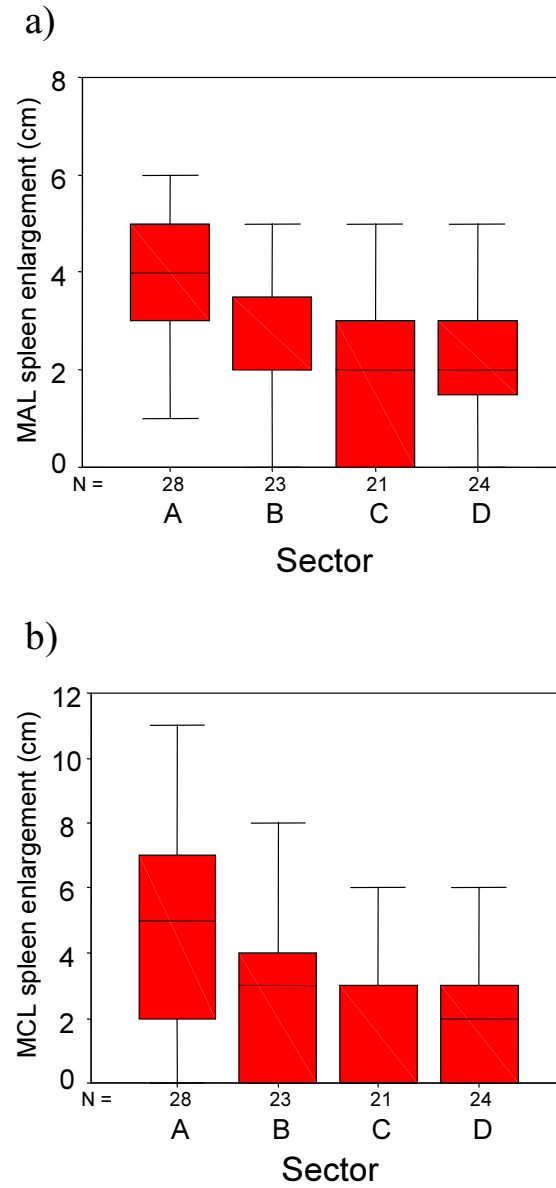 a)
MAL spleen enlargement (cm)
8
6
4
2
0
N = 28 23 21 24
A B C D
Sector
b)
MCL spleen enlargement (cm)
12
10
8
6
4
2
0
N = 28 23 21 24
A B C D
Sector